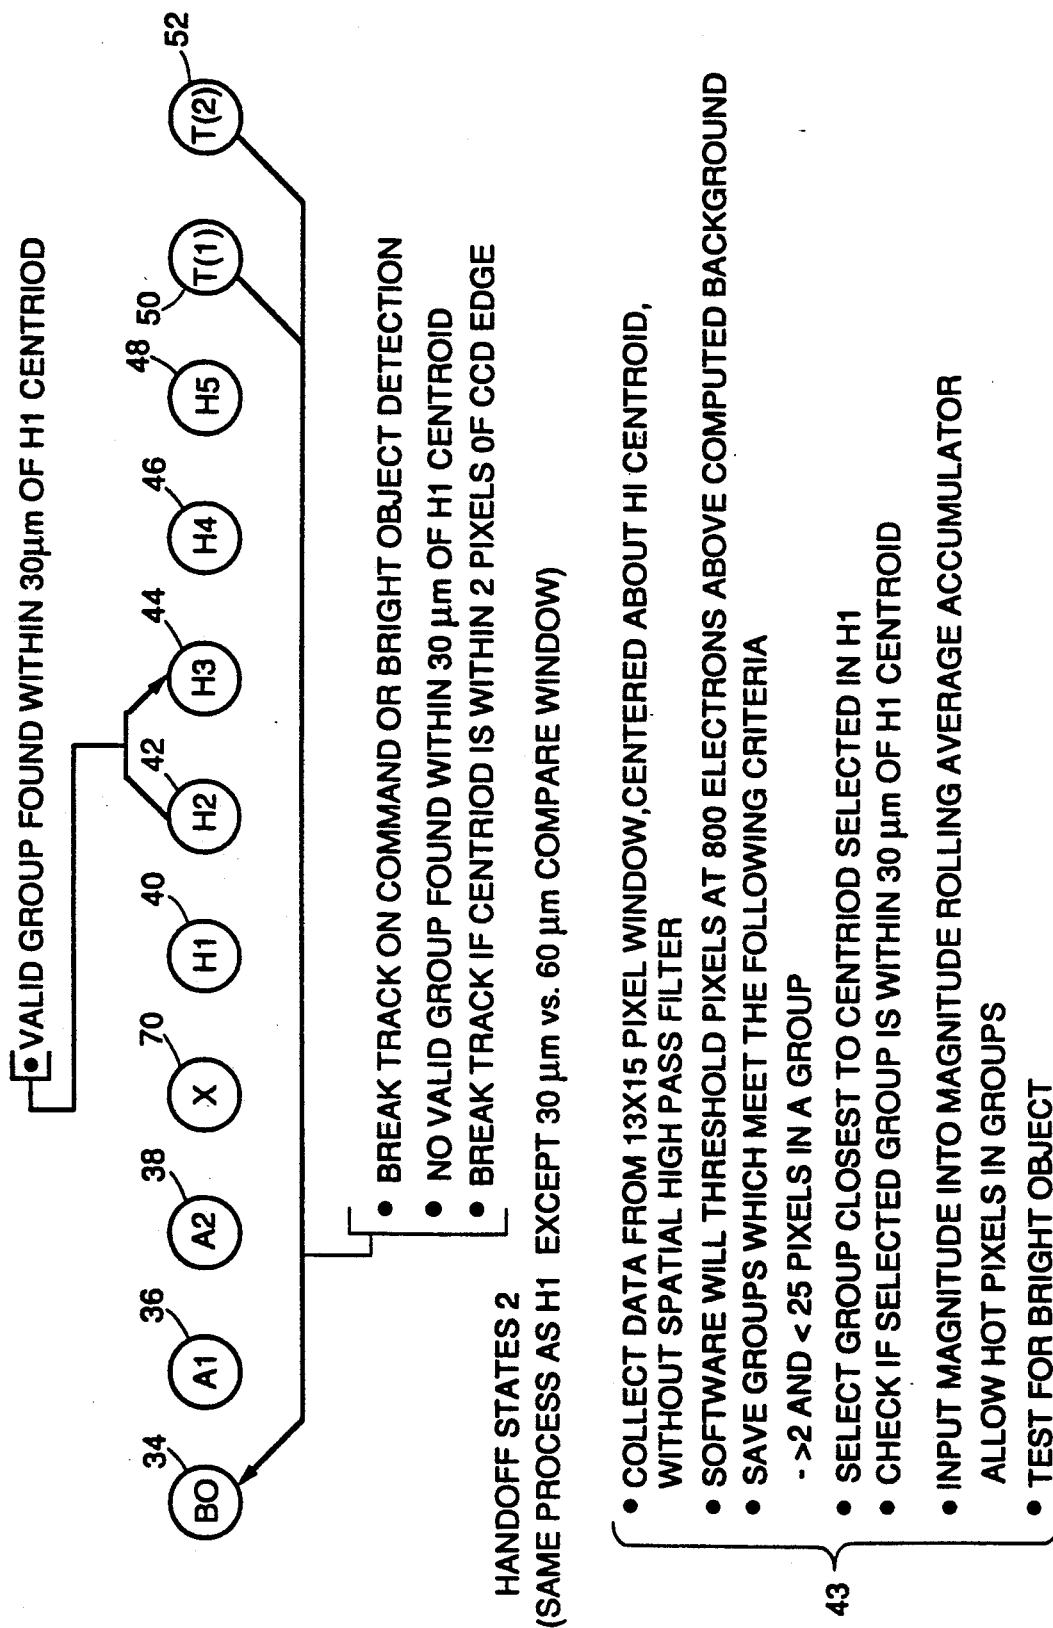 • VALID GROUP FOUND WITHIN 30µm OF H1 CENTRIOD
34 36 38 70 40 42 44 46 48 50 52
BO A1 A2 X H1 H2 H3 H4 H5 T(1) T(2)
• BREAK TRACK ON COMMAND OR BRIGHT OBJECT DETECTION
• NO VALID GROUP FOUND WITHIN 30 µm OF H1 CENTROID
• BREAK TRACK IF CENTRIOD IS WITHIN 2 PIXELS OF CCD EDGE
HANDOFF STATES 2
(SAME PROCESS AS H1 EXCEPT 30 µm vs. 60 µm COMPARE WINDOW)
43
• COLLECT DATA FROM 13X15 PIXEL WINDOW,CENTERED ABOUT HI CENTROID,
WITHOUT SPATIAL HIGH PASS FILTER
• SOFTWARE WILL THRESHOLD PIXELS AT 800 ELECTRONS ABOVE COMPUTED BACKGROUND
• SAVE GROUPS WHICH MEET THE FOLLOWING CRITERIA
- >2 AND < 25 PIXELS IN A GROUP
• SELECT GROUP CLOSEST TO CENTRIOD SELECTED IN H1
• CHECK IF SELECTED GROUP IS WITHIN 30 µm OF H1 CENTROID
• INPUT MAGNITUDE INTO MAGNITUDE ROLLING AVERAGE ACCUMULATOR
ALLOW HOT PIXELS IN GROUPS
• TEST FOR BRIGHT OBJECT